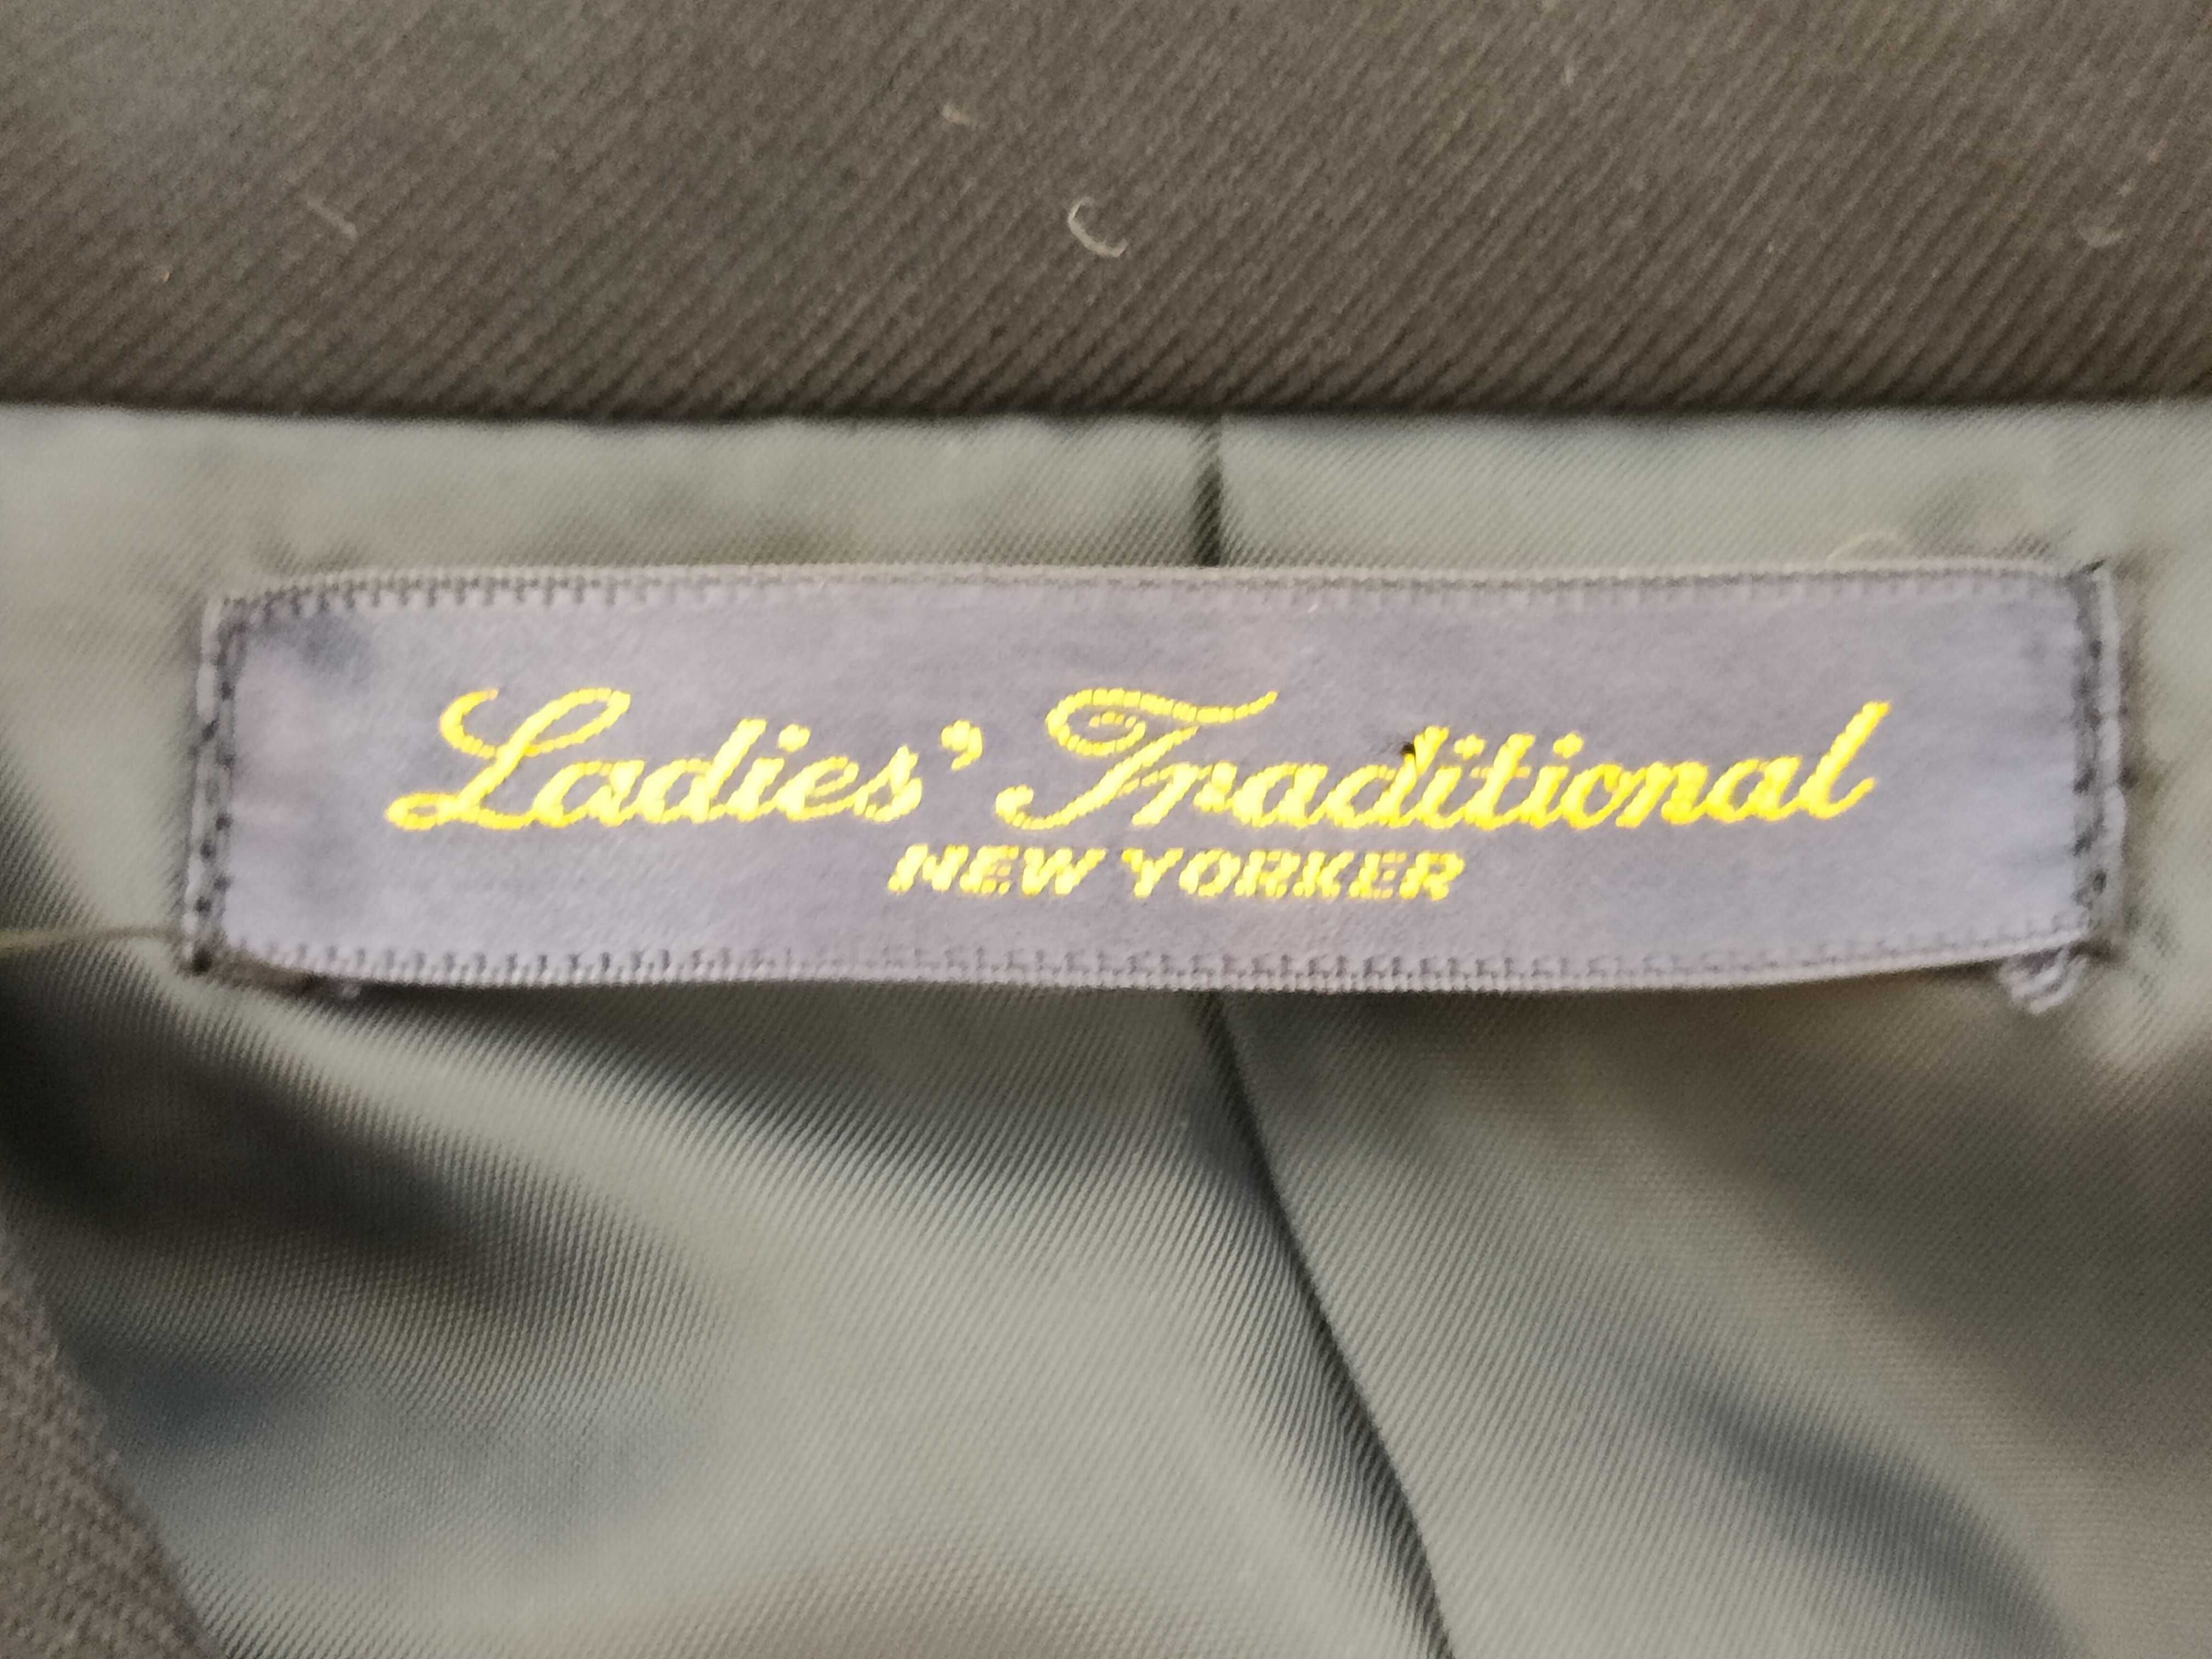 Ladies' Traditional
NEW YORKER